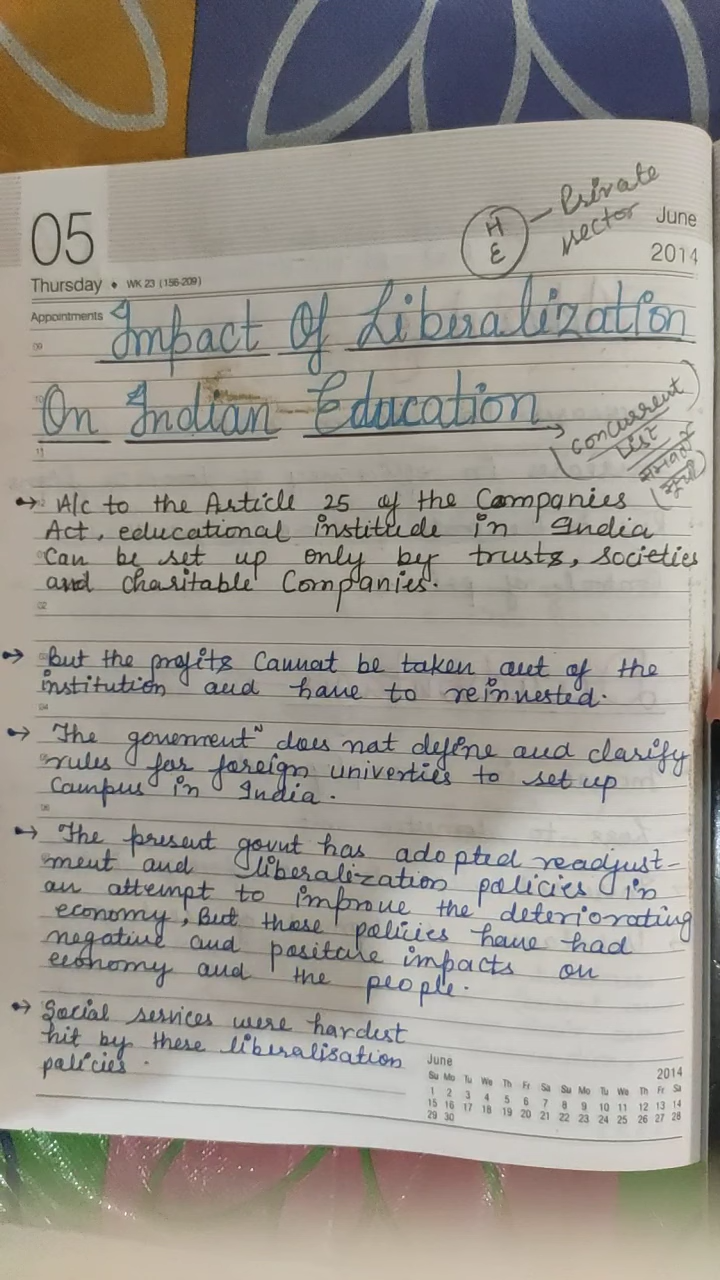 05
June
2014
Thursday • WK 23 (156-209)
H
E
– Private
sector
Appointments
09
Impact Of Liberalization
On Indian Education →
11
Concurrent
List
समवर्ती
सूची
→ A/c to the Article 25 of the Companies
Act, educational institude in India
Can be set up only by trusts, societies
and charitable Companies.
02
→ But the profits Cannot be taken out of the
institution and have to reinvested.
04
→ The government does not define and clarify
rules for foreign univerties to set up
Campus in India.
06
→ The present govnt has adopted readjust-
ment and liberalization policies in
an attempt to improve the deteriorating
economy, But these policies have had
negative and positive impacts on
economy and the people.
→ Social services were hardest
hit by these liberalisation
policies.
June 2014
Su Mo Tu We Th Fr Sa Su Mo Tu We Th Fr Sa
1 2 3 4 5 6 7 8 9 10 11 12 13 14
15 16 17 18 19 20 21 22 23 24 25 26 27 28
29 30